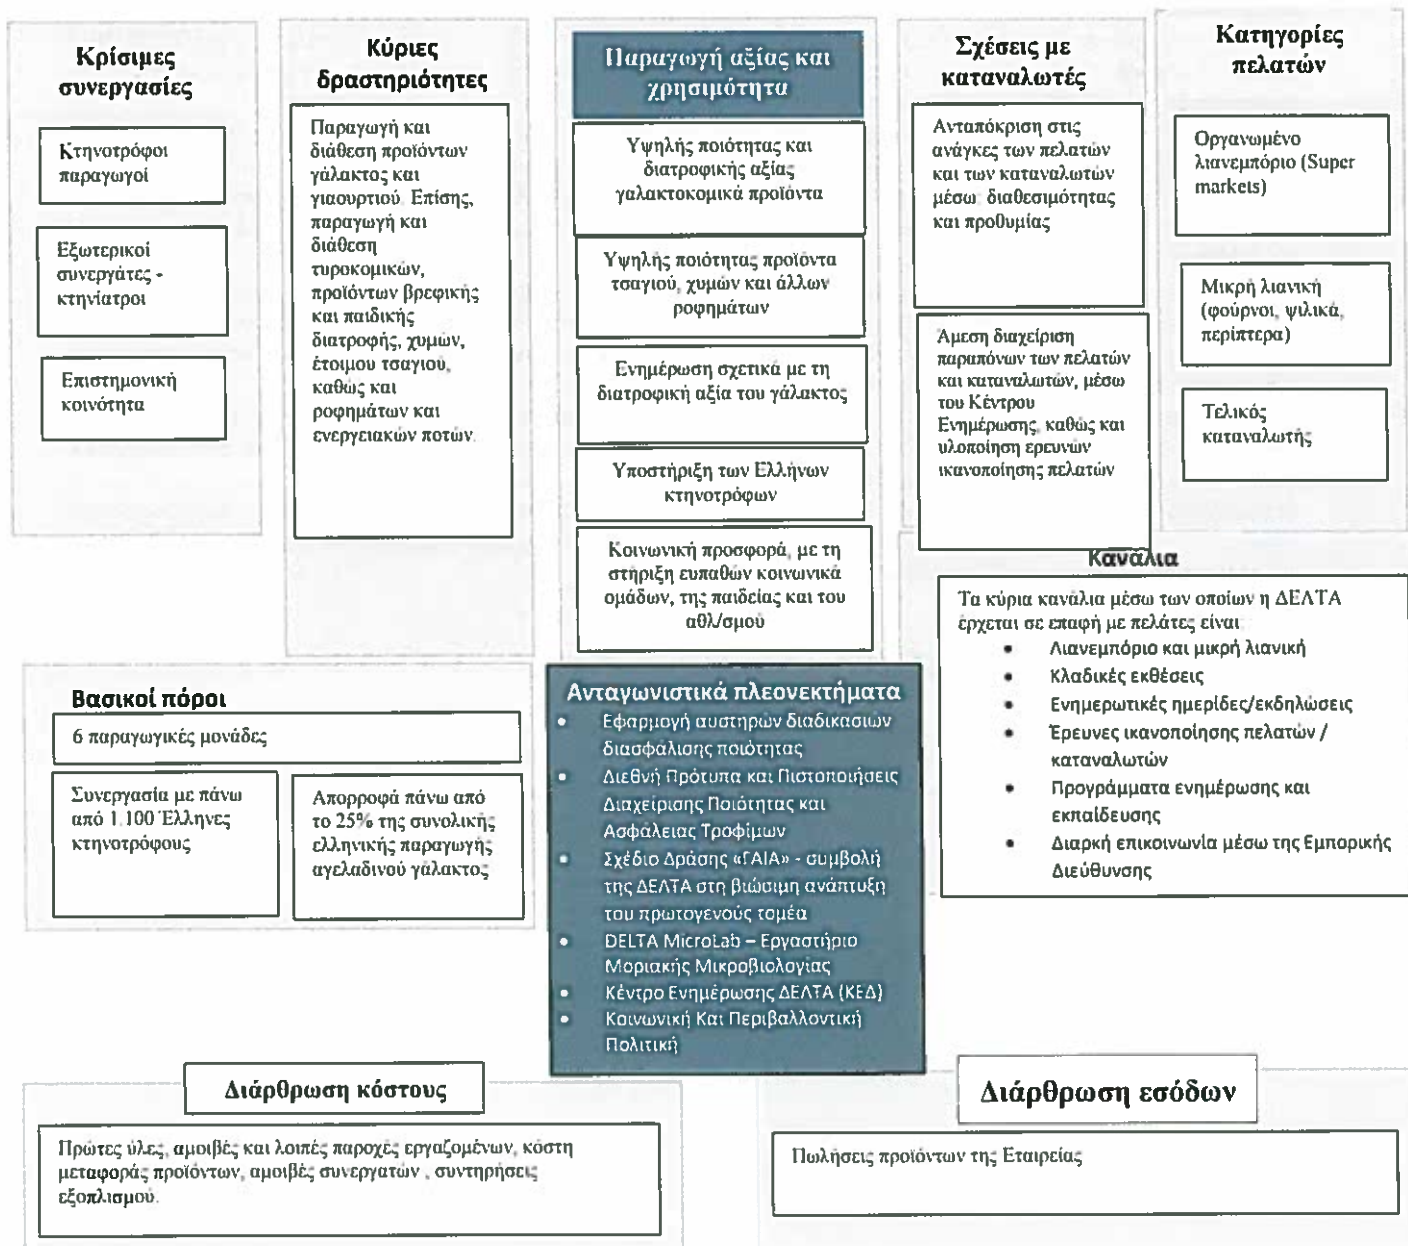 Κρίσιμες
συνεργασίες
Κτηνοτρόφοι
παραγωγοί
Εξωτερικοί
συνεργάτες -
κτηνίατροι
Επιστημονική
κοινότητα
Κύριες
δραστηριότητες
Παραγωγή και
διάθεση προϊόντων
γάλακτος και
γιαουρτιού. Επίσης,
παραγωγή και
διάθεση
τυροκομικών,
προϊόντων βρεφικής
και παιδικής
διατροφής, χυμών,
έτοιμου τσαγιού,
καθώς και
ροφημάτων και
ενεργειακών ποτών.
Παραγωγή αξίας και
χρησιμότητα
Υψηλής ποιότητας και
διατροφικής αξίας
γαλακτοκομικά προϊόντα
Υψηλής ποιότητας προϊόντα
τσαγιού, χυμών και άλλων
ροφημάτων
Ενημέρωση σχετικά με τη
διατροφική αξία του γάλακτος
Υποστήριξη των Ελλήνων
κτηνοτρόφων
Κοινωνική προσφορά, με τη
στήριξη ευπαθών κοινωνικά
ομάδων, της παιδείας και του
αθλ/σμού
Σχέσεις με
καταναλωτές
Ανταπόκριση στις
ανάγκες των πελατών
και των καταναλωτών
μέσω διαθεσιμότητας
και προθυμίας
Άμεση διαχείριση
παραπόνων των πελατών
και καταναλωτών, μέσω
του Κέντρου
Ενημέρωσης, καθώς και
υλοποίηση ερευνών
ικανοποίησης πελατών
Κατηγορίες
πελατών
Οργανωμένο
λιανεμπόριο (Super
markets)
Μικρή λιανική
(φούρνοι, ψιλικά,
περίπτερα)
Τελικός
καταναλωτής
Κανάλια
Τα κύρια κανάλια μέσω των οποίων η ΔΕΛΤΑ
έρχεται σε επαφή με πελάτες είναι
• Λιανεμπόριο και μικρή λιανική
• Κλαδικές εκθέσεις
• Ενημερωτικές ημερίδες/εκδηλώσεις
• Έρευνες ικανοποίησης πελατών /
καταναλωτών
• Προγράμματα ενημέρωσης και
εκπαίδευσης
• Διαρκή επικοινωνία μέσω της Εμπορικής
Διεύθυνσης
Βασικοί πόροι
6 παραγωγικές μονάδες
Συνεργασία με πάνω
από 1.100 Έλληνες
κτηνοτρόφους
Απορροφά πάνω από
το 25% της συνολικής
ελληνικής παραγωγής
αγελαδινού γάλακτος
Ανταγωνιστικά πλεονεκτήματα
• Εφαρμογή αυστηρών διαδικασιών
διασφάλισης ποιότητας
• Διεθνή Πρότυπα και Πιστοποιήσεις
Διαχείρισης Ποιότητας και
Ασφάλειας Τροφίμων
• Σχέδιο Δράσης «ΓΑΙΑ» - συμβολή
της ΔΕΛΤΑ στη βιώσιμη ανάπτυξη
του πρωτογενούς τομέα
• DELTA MicroLab – Εργαστήριο
Μοριακής Μικροβιολογίας
• Κέντρο Ενημέρωσης ΔΕΛΤΑ (ΚΕΔ)
• Κοινωνική Και Περιβαλλοντική
Πολιτική
Διάρθρωση κόστους
Πρώτες ύλες, αμοιβές και λοιπές παροχές εργαζομένων, κόστη
μεταφοράς προϊόντων, αμοιβές συνεργατών , συντηρήσεις
εξοπλισμού.
Διάρθρωση εσόδων
Πωλήσεις προϊόντων της Εταιρείας